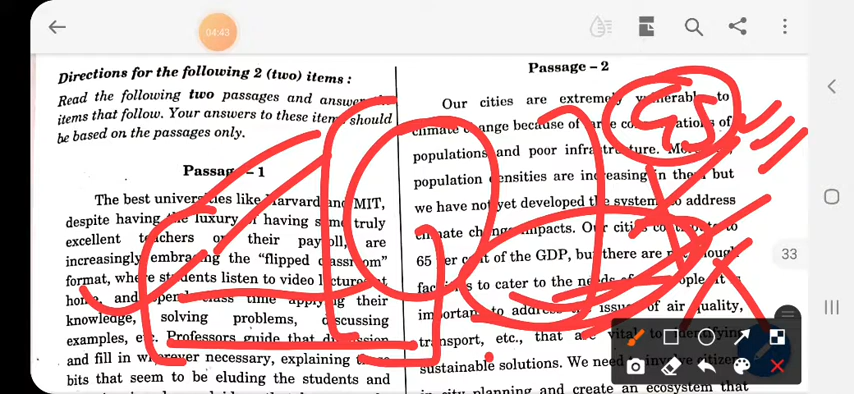 04:43
Directions for the following 2 (two) items :
Read the following two passages and answer the
items that follow. Your answers to these items should
be based on the passages only.
Passage – 1
The best universities like Harvard and MIT,
despite having the luxury of having some truly
excellent teachers on their payroll, are
increasingly embracing the "flipped classroom"
format, where students listen to video lectures at
home, and spend class time applying their
knowledge, solving problems, discussing
examples, etc. Professors guide that discussion
and fill in wherever necessary, explaining those
bits that seem to be eluding the students and
Passage – 2
Our cities are extremely vulnerable to
climate change because of large concentrations of
populations and poor infrastructure. Moreover,
population densities are increasing in them but
we have not yet developed the systems to address
climate change impacts. Our cities contribute to
65 per cent of the GDP, but there are not enough
facilities to cater to the needs of people. It is
important to address the issues of air quality,
transport, etc., that are vital to identifying
sustainable solutions. We need to involve citizens
in city planning and create an ecosystem that
33